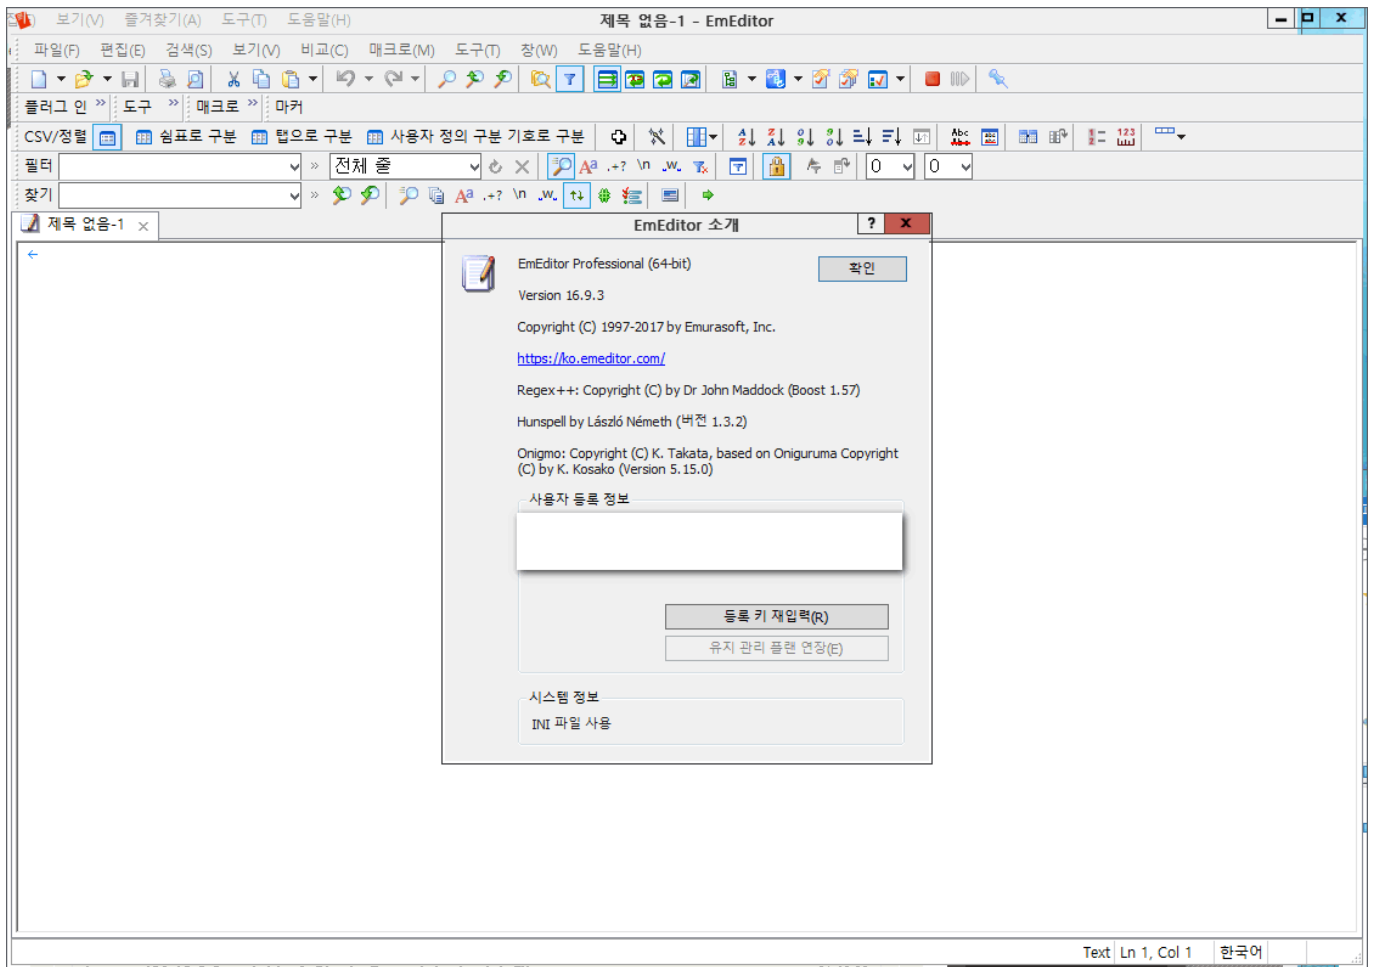 보기(V) 즐겨찾기(A) 도구(T) 도움말(H)
제목 없음-1 - EmEditor
파일(F) 편집(E) 검색(S) 보기(V) 비교(C) 매크로(M) 도구(T) 창(W) 도움말(H)
플러그 인 » 도구 » 매크로 » 마커
CSV/정렬 쉼표로 구분 탭으로 구분 사용자 정의 구분 기호로 구분
필터 » 전체 줄 0 0
찾기 »
제목 없음-1
EmEditor 소개
EmEditor Professional (64-bit)
확인
Version 16.9.3
Copyright (C) 1997-2017 by Emurasoft, Inc.
https://ko.emeditor.com/
Regex++: Copyright (C) by Dr John Maddock (Boost 1.57)
Hunspell by László Németh (버전 1.3.2)
Onigmo: Copyright (C) K. Takata, based on Oniguruma Copyright
(C) by K. Kosako (Version 5.15.0)
사용자 등록 정보
등록 키 재입력(R)
유지 관리 플랜 연장(E)
시스템 정보
INI 파일 사용
Text Ln 1, Col 1 한국어